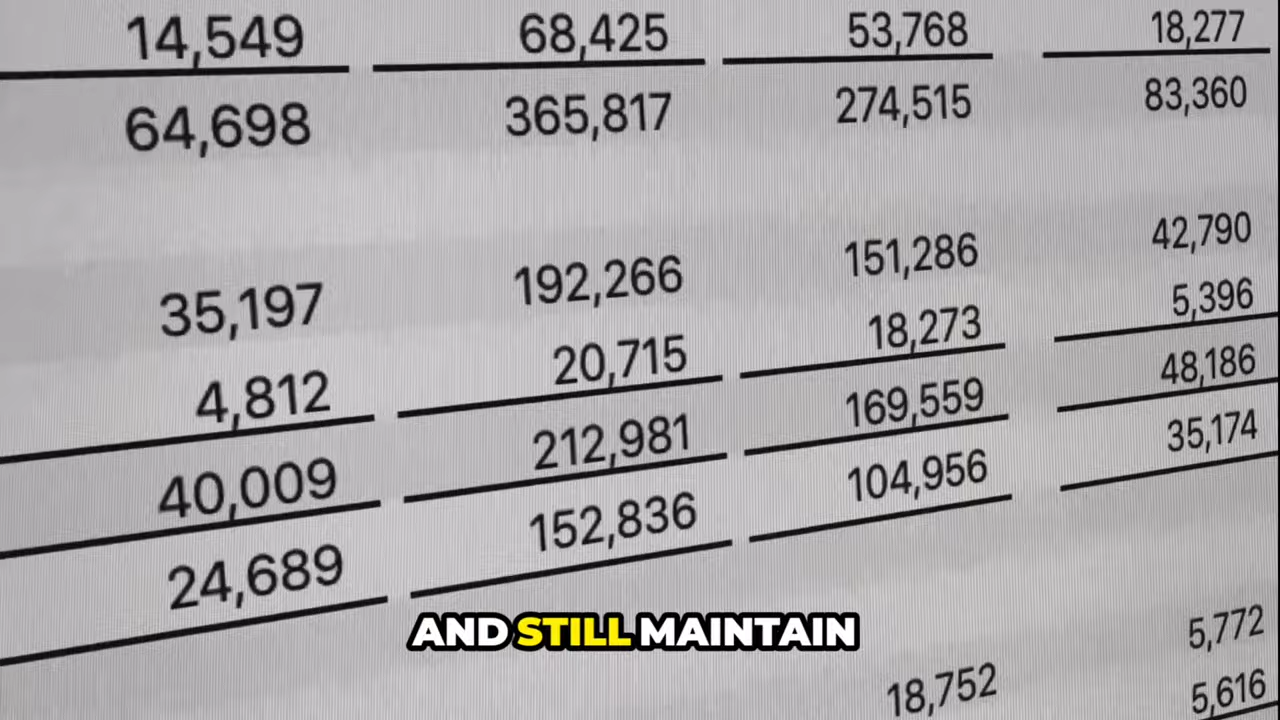 14,549 68,425 53,768 18,277
64,698 365,817 274,515 83,360
35,197 192,266 151,286 42,790
4,812 20,715 18,273 5,396
40,009 212,981 169,559 48,186
24,689 152,836 104,956 35,174
AND STILL MAINTAIN
5,772
18,752 5,616